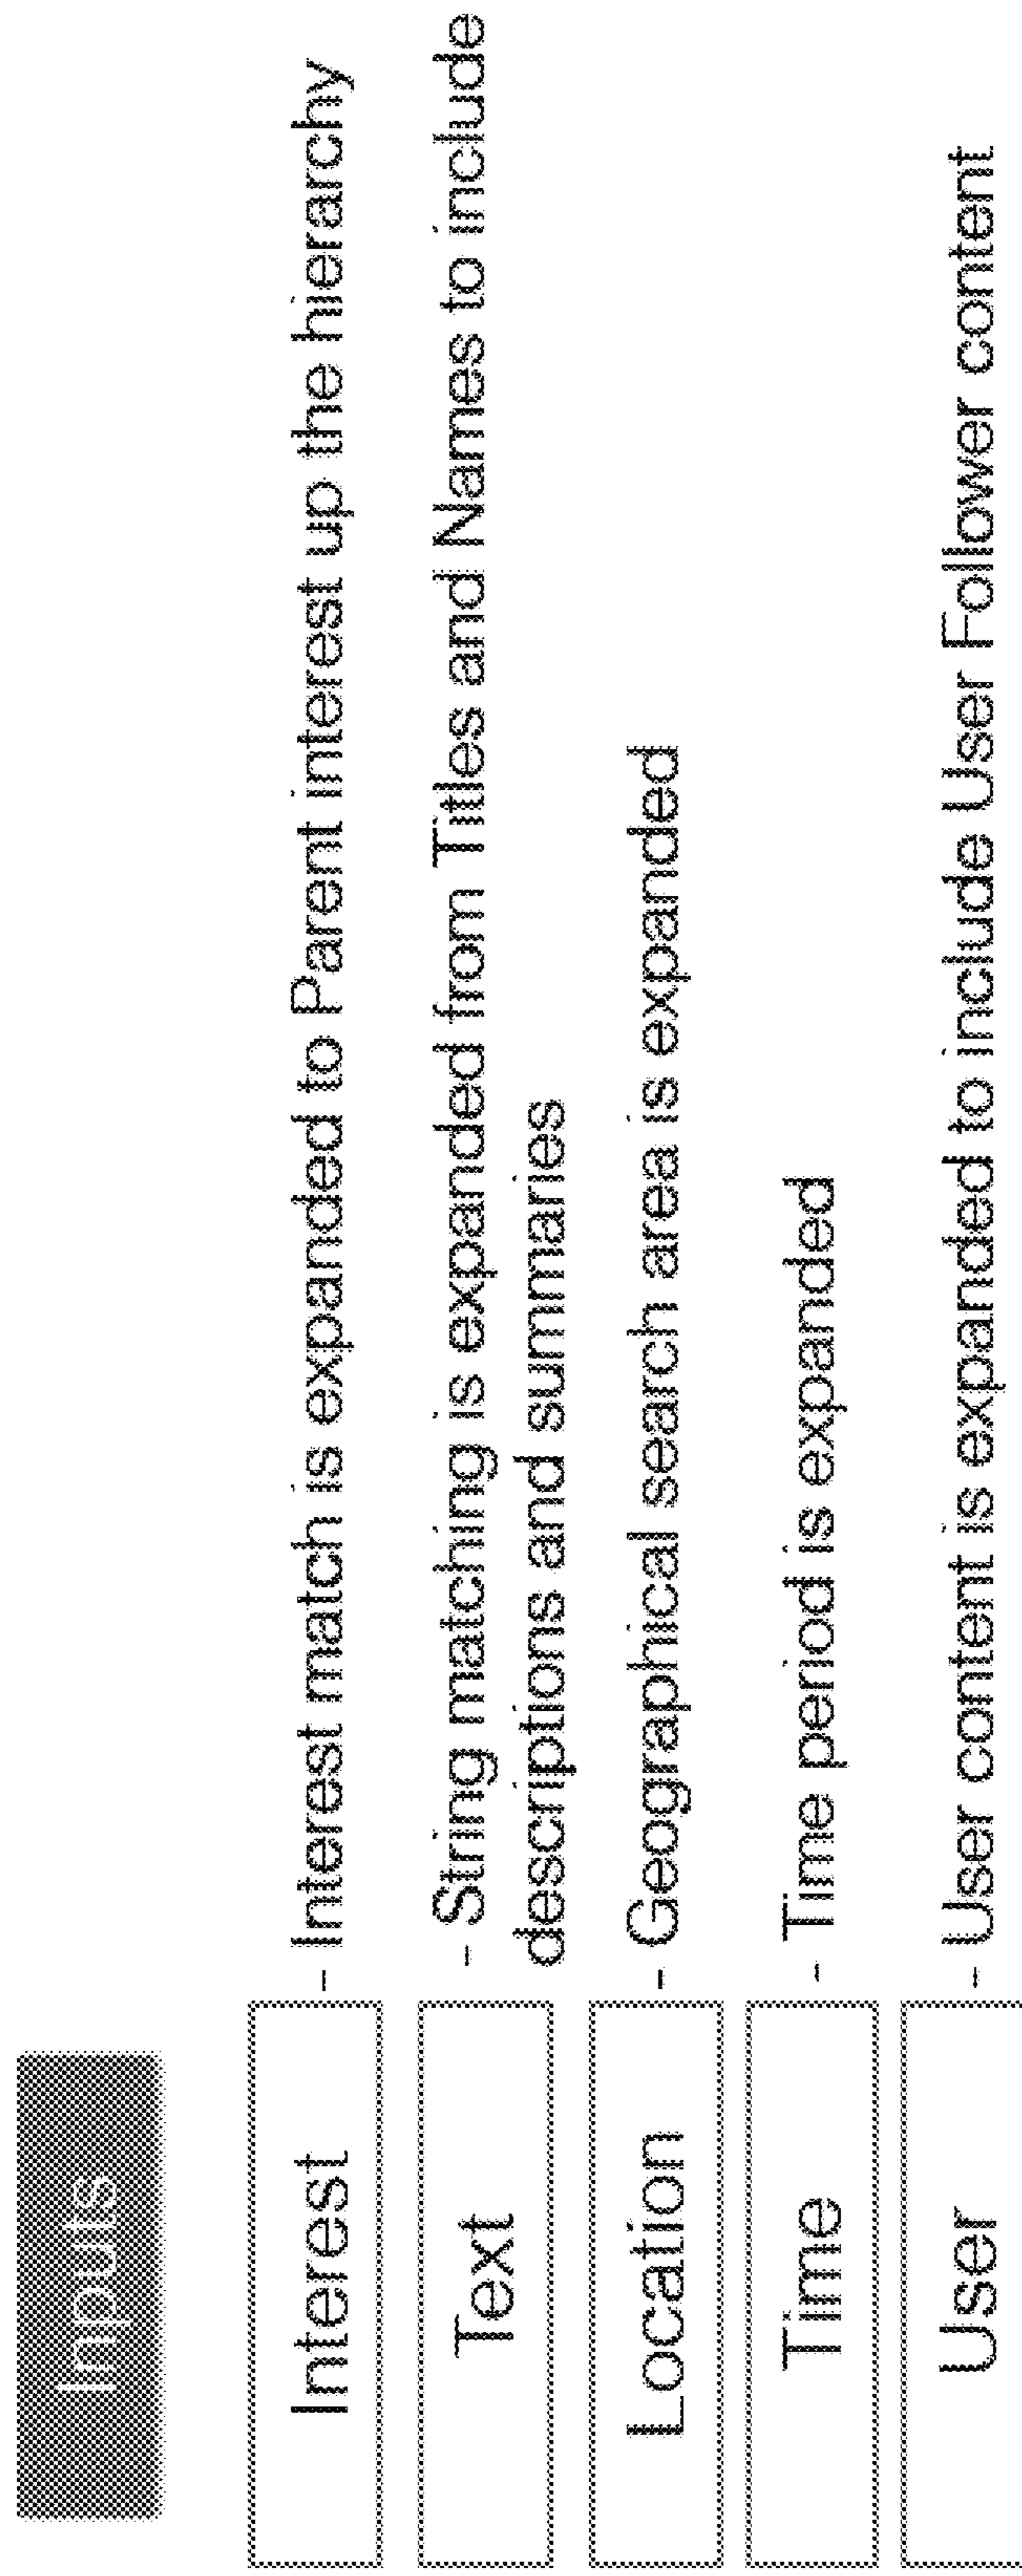 Inputs
Interest - Interest match is expanded to Parent interest up the hierarchy
Text - String matching is expanded from Titles and Names to include
descriptions and summaries
Location - Geographical search area is expanded
Time - Time period is expanded
User - User content is expanded to include User Follower content